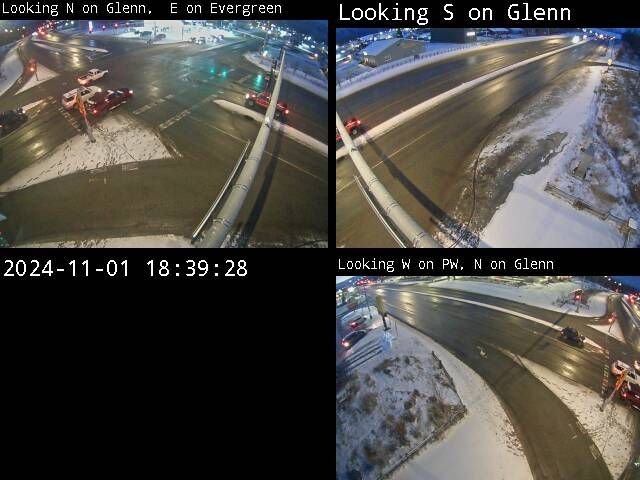 Looking N on Glenn,  E on Evergreen
Looking S on Glenn
2024-11-01 18:39:28
Looking W on PW, N on Glenn